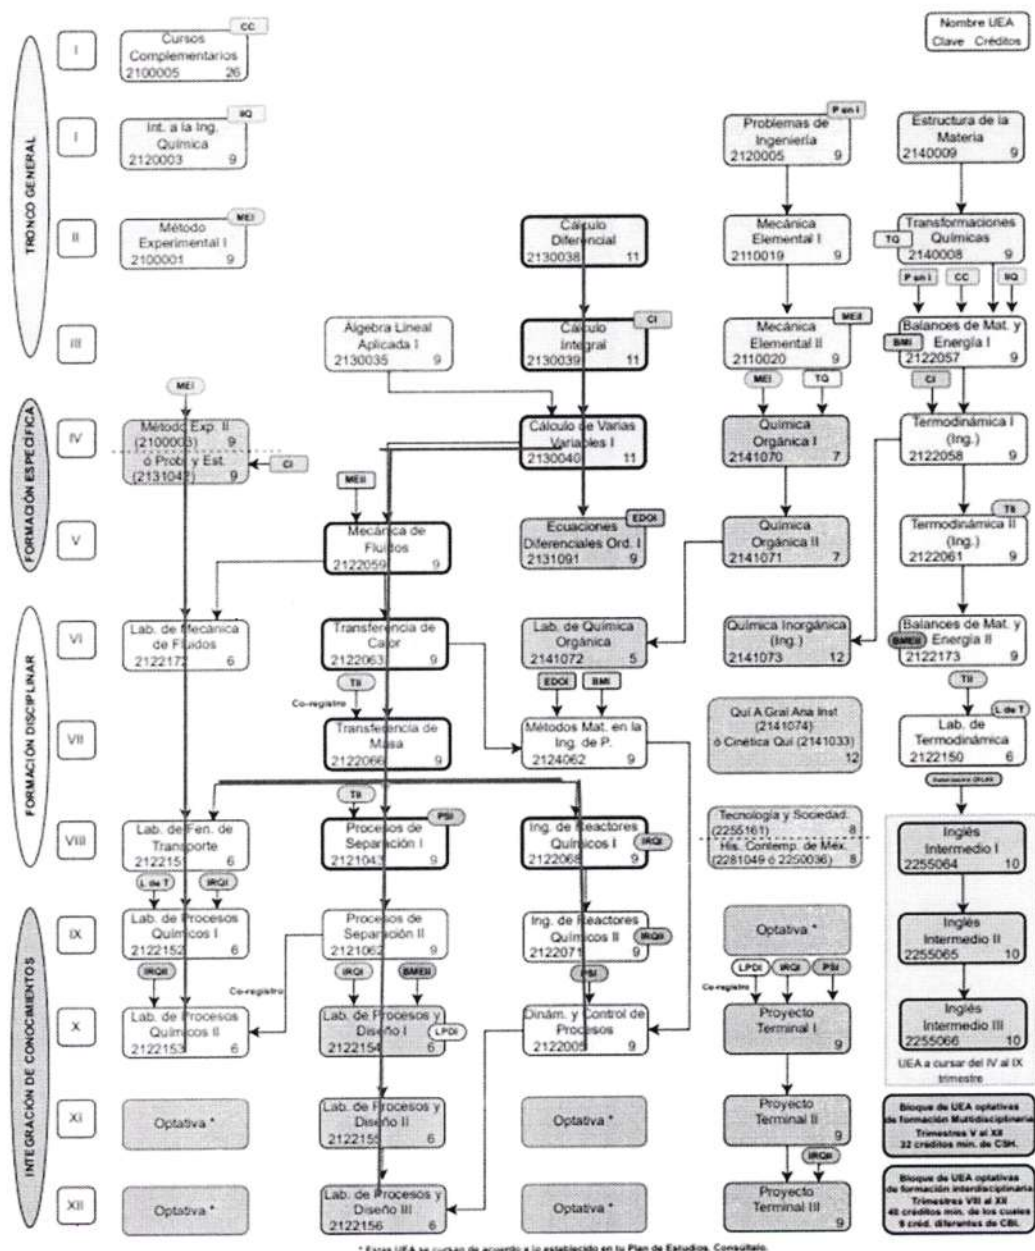 Nombre UEA
Clave Créditos
TRONCO GENERAL
I
CC
Cursos
Complementarios
2100005 26
I
IIQ
Int. a la Ing.
Química
2120003 9
P en I
Problemas de
Ingeniería
2120005 9
Estructura de la
Materia
2140009 9
II
MEI
Método
Experimental I
2100001 9
Cálculo
Diferencial
2130038 11
Mecánica
Elemental I
2110019 9
Transformaciones
Químicas
TQ
2140008 9
P en I
CC
IIQ
III
Álgebra Lineal
Aplicada I
2130035 9
CI
Cálculo
Integral
2130039 11
MEII
Mecánica
Elemental II
2110020 9
Balances de Mat. y
Energía I
BMI
2122057 9
FORMACIÓN ESPECÍFICA
MEI
MEI
TQ
CI
IV
Método Exp. II
(2100003) 9
ó Prob. y Est.
(2131042) 9
CI
Cálculo de Varias
Variables I
2130040 11
Química
Orgánica I
2141070 7
Termodinámica I
(Ing.)
2122058 9
MEII
V
Mecánica de
Fluidos
2122059 9
EDOI
Ecuaciones
Diferenciales Ord. I
2131091 9
Química
Orgánica II
2141071 7
TII
Termodinámica II
(Ing.)
2122061 9
FORMACIÓN DISCIPLINAR
VI
Lab. de Mecánica
de Fluidos
2122172 6
Transferencia de
Calor
2122063 9
Lab. de Química
Orgánica
2141072 5
Química Inorgánica
(Ing.)
2141073 12
Balances de Mat. y
Energía II
BMEII
2122173 9
TII
Co-registro
EDOI
BMI
TII
VII
Transferencia de
Masa
2122066 9
Métodos Mat. en la
Ing. de P.
2124062 9
Quí A Gral Ana Inst
(2141074)
ó Cinética Quí (2141033)
12
L de T
Lab. de
Termodinámica
2122150 6
TII
VIII
Lab. de Fen. de
Transporte
2122151 6
PSI
Procesos de
Separación I
2121043 9
Ing. de Reactores
Químicos I
IRQI
2122068 9
Tecnología y Sociedad.
(2255161) 8
His. Contemp. de Méx.
(2281049 ó 2250036) 8
Inglés
Intermedio I
2255064 10
INTEGRACIÓN DE CONOCIMIENTOS
L de T
IRQI
IX
Lab. de Procesos
Químicos I
2122152 6
Procesos de
Separación II
2121062 9
Ing. de Reactores
Químicos II
IRQII
2122071 9
Optativa *
Inglés
Intermedio II
2255065 10
IRQII
Co-registro
IRQI
BMEII
PSI
LPDI
IRQI
PSI
Co-registro
X
Lab. de Procesos
Químicos II
2122153 6
Lab. de Procesos y
Diseño I
LPDI
2122154 6
Dinám. y Control de
Procesos
2122005 9
Proyecto
Terminal I
9
Inglés
Intermedio III
2255066 10
UEA a cursar del IV al IX
trimestre
XI
Optativa *
Lab. de Procesos y
Diseño II
2122155 6
Optativa *
Proyecto
Terminal II
9
Bloque de UEA optativas
de formación Multidisciplinaria
Trimestres V al XII
32 créditos mín. de CSH.
IRQII
XII
Optativa *
Lab. de Procesos y
Diseño III
2122156 6
Optativa *
Proyecto
Terminal III
9
Bloque de UEA optativas
de formación interdisciplinaria
Trimestres VIII al XII
48 créditos mín. de los cuales
9 créd. diferentes de CBI.
* Estas UEA se cursan de acuerdo a lo establecido en tu Plan de Estudios. Consúltalo.